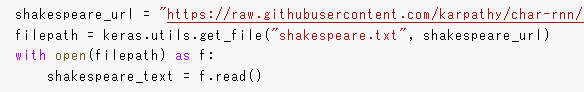 shakespeare_url = "https://raw.githubusercontent.com/karpathy/char-rnn/
filepath = keras.utils.get_file("shakespeare.txt", shakespeare_url)
with open(filepath) as f:
    shakespeare_text = f.read()